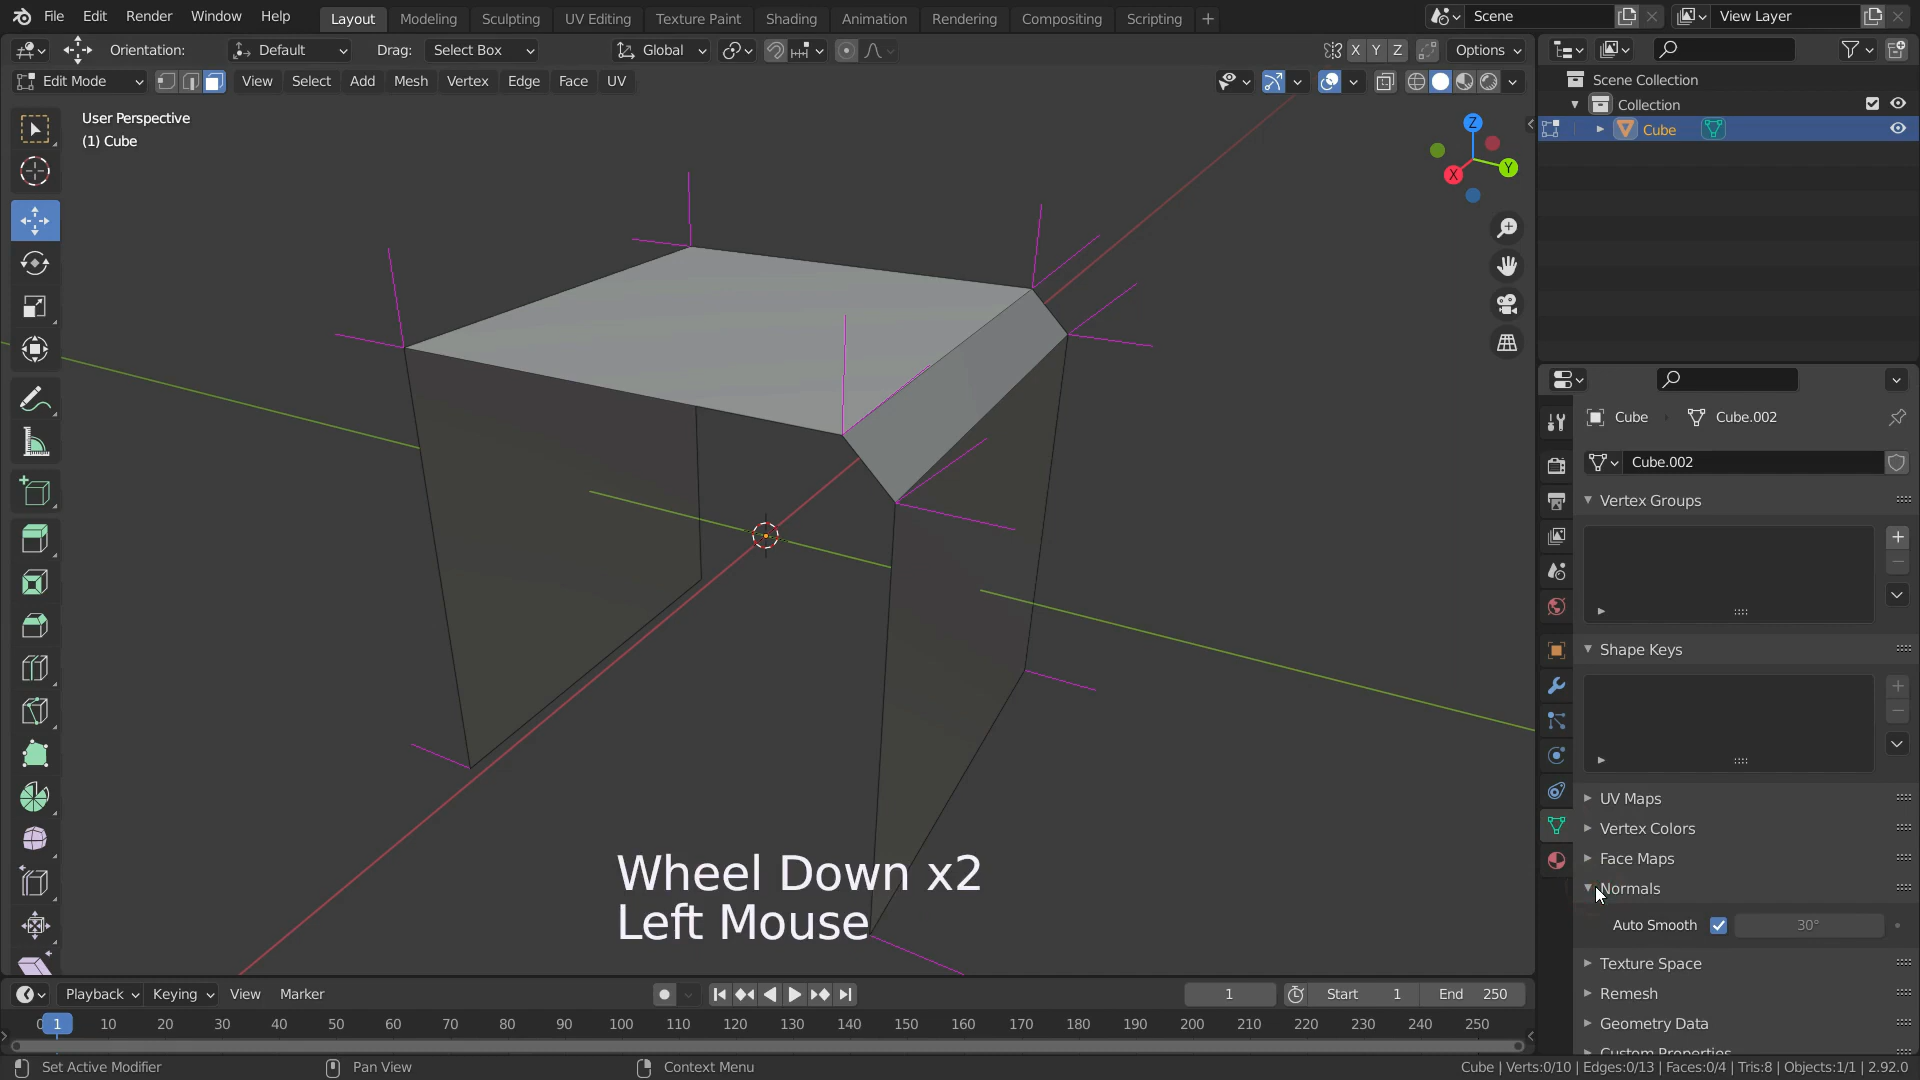 File Edit Render Window Help Layout Modeling Sculpting UV Editing Texture Paint Shading Animation Rendering Compositing Scripting + Scene View Layer
Orientation: Default Drag: Select Box Global X Y Z Options
Edit Mode View Select Add Mesh Vertex Edge Face UV
User Perspective
(1) Cube
Z
Y
X
Scene Collection
Collection
Cube
Cube Cube.002
Cube.002
Vertex Groups
Shape Keys
UV Maps
Vertex Colors
Face Maps
Normals
Auto Smooth 30°
Texture Space
Remesh
Geometry Data
Custom Properties
Wheel Down x2
Left Mouse
Playback Keying View Marker 1 Start 1 End 250
0 1 10 20 30 40 50 60 70 80 90 100 110 120 130 140 150 160 170 180 190 200 210 220 230 240 250
Set Active Modifier Pan View Context Menu Cube | Verts:0/10 | Edges:0/13 | Faces:0/4 | Tris:8 | Objects:1/1 | 2.92.0